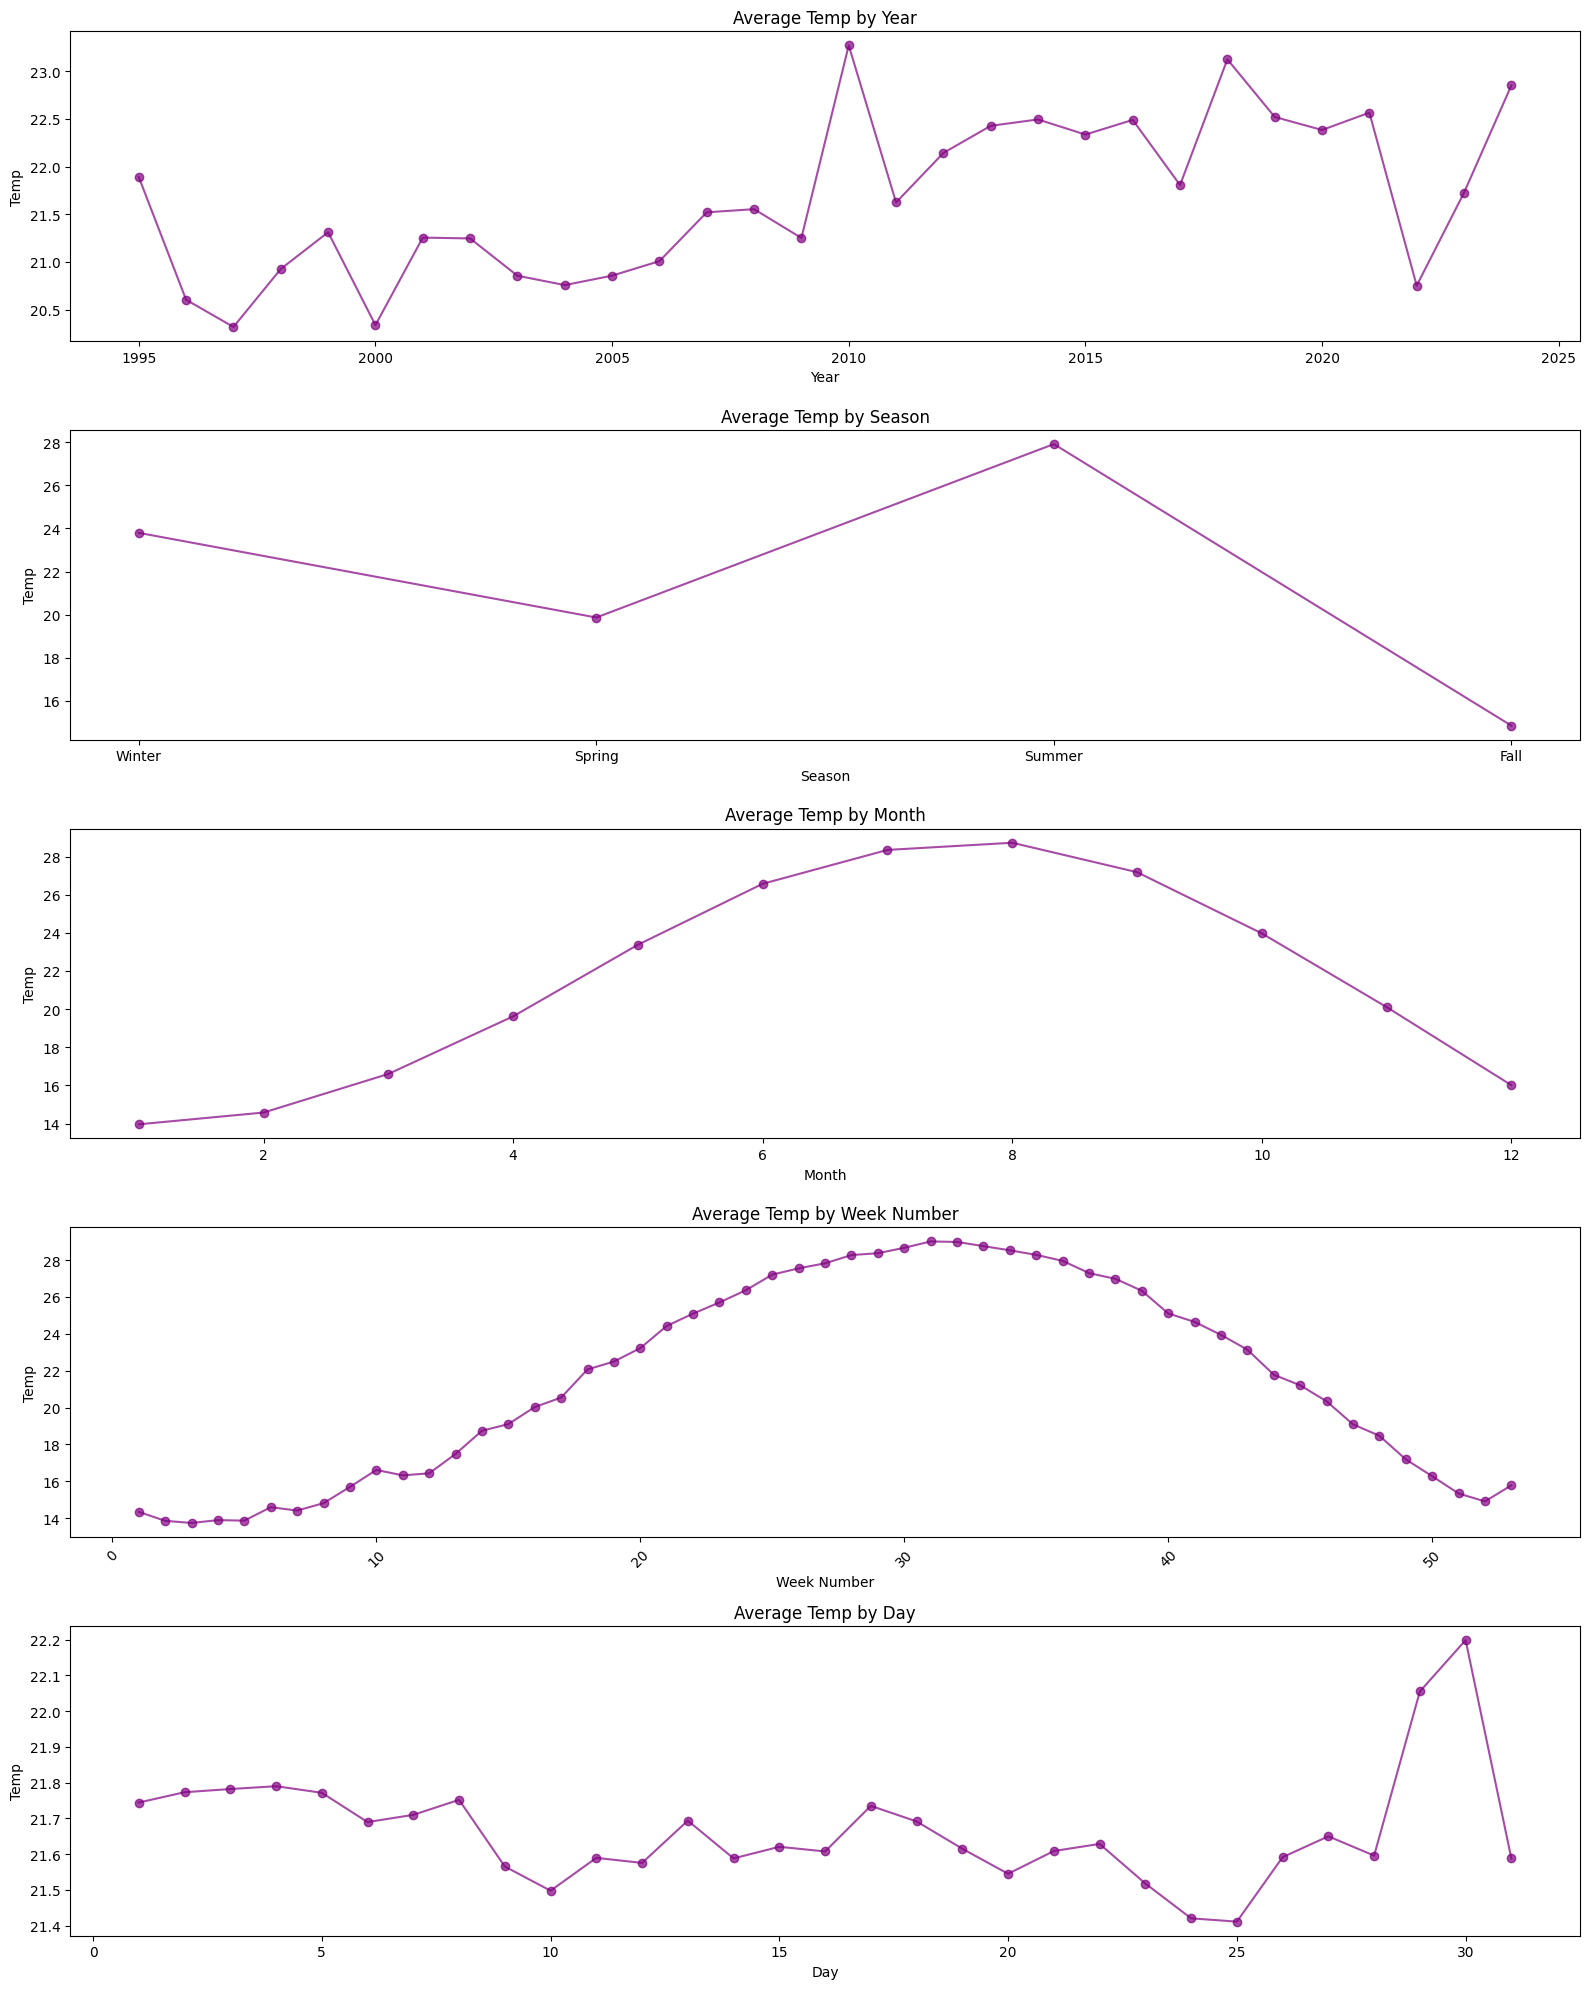 Average Temp by Year
23.0
22.5
22.0
21.5
21.0
20.5
Temp
1995 2000 2005 2010 2015 2020 2025
Year
Average Temp by Season
28
26
24
22
20
18
16
Temp
Winter Spring Summer Fall
Season
Average Temp by Month
28
26
24
22
20
18
16
14
Temp
2 4 6 8 10 12
Month
Average Temp by Week Number
28
26
24
22
20
18
16
14
Temp
0 10 20 30 40 50
Week Number
Average Temp by Day
22.2
22.1
22.0
21.9
21.8
21.7
21.6
21.5
21.4
Temp
0 5 10 15 20 25 30
Day